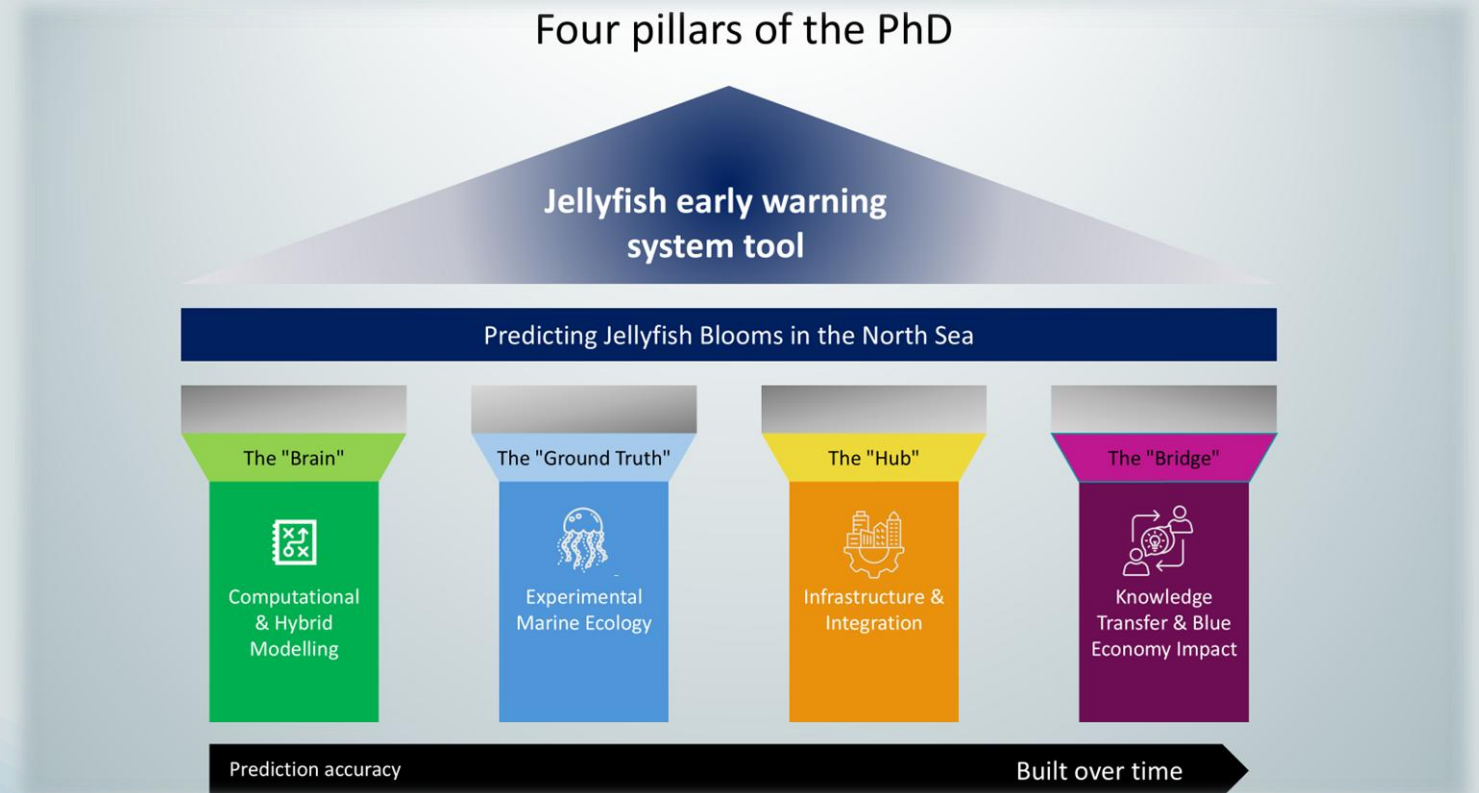 Four pillars of the PhD
Jellyfish early warning
system tool
Predicting Jellyfish Blooms in the North Sea
The "Brain"
Computational
& Hybrid
Modelling
The "Ground Truth"
Experimental
Marine Ecology
The "Hub"
Infrastructure &
Integration
The "Bridge"
Knowledge
Transfer & Blue
Economy Impact
Prediction accuracy
Built over time